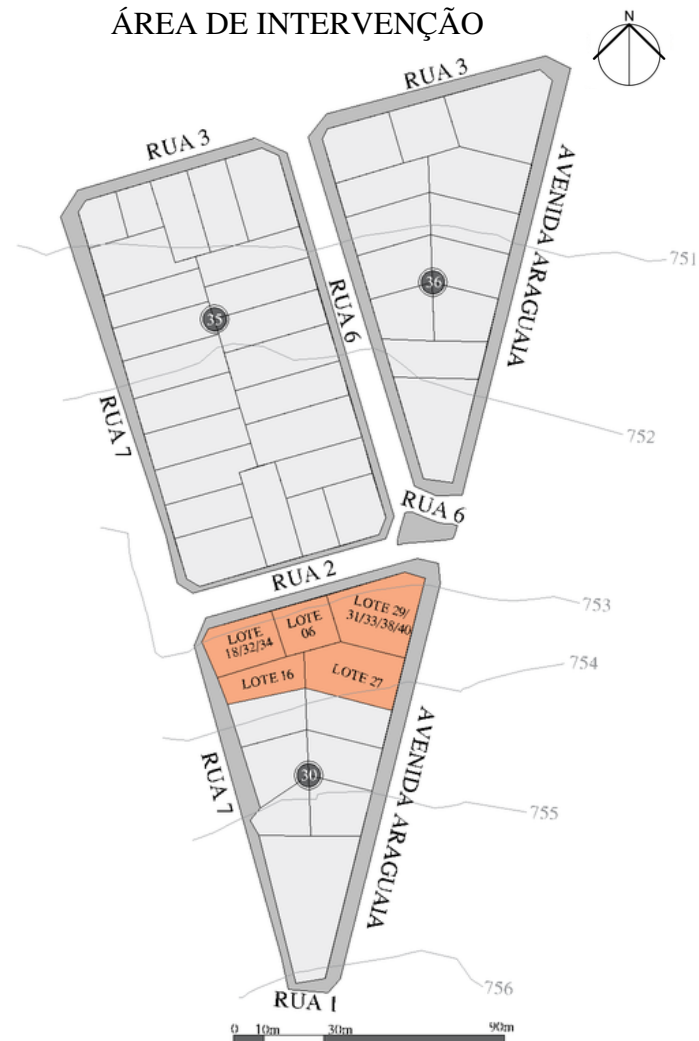 ÁREA DE INTERVENÇÃO
N
RUA 3
RUA 3
AVENIDA ARAGUAIA
751
36
35
RUA 6
752
RUA 7
RUA 6
RUA 2
753
LOTE 29/
31/33/38/40
LOTE
06
LOTE
18/32/34
754
LOTE 16
LOTE 27
AVENIDA ARAGUAIA
RUA 7
30
755
756
RUA 1
0 10m 30m 90m